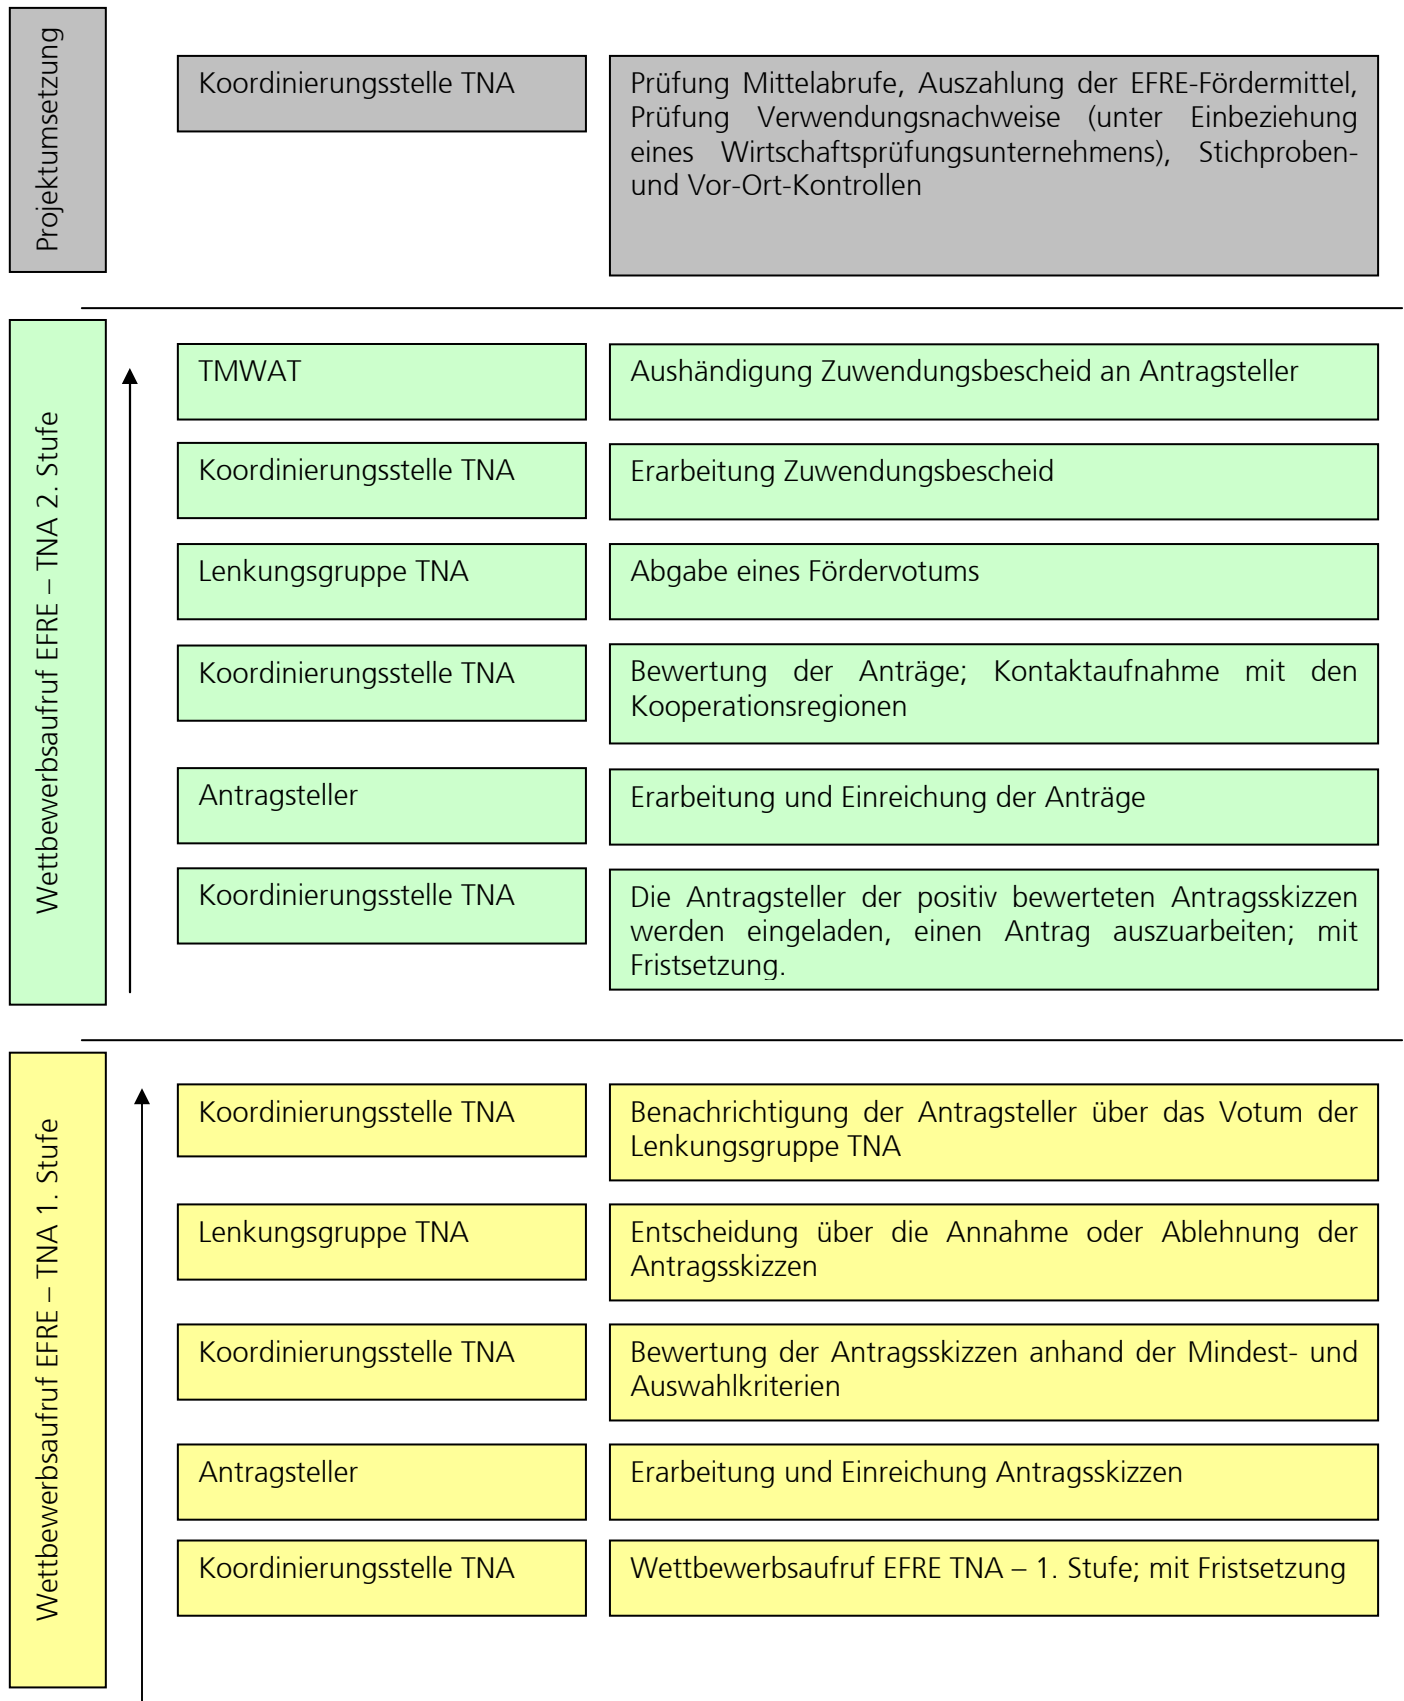 Projektumsetzung
Koordinierungsstelle TNA
Prüfung Mittelabrufe, Auszahlung der EFRE-Fördermittel,
Prüfung Verwendungsnachweise (unter Einbeziehung
eines Wirtschaftsprüfungsunternehmens), Stichproben-
und Vor-Ort-Kontrollen
Wettbewerbsaufruf EFRE – TNA 2. Stufe
TMWAT
Aushändigung Zuwendungsbescheid an Antragsteller
Koordinierungsstelle TNA
Erarbeitung Zuwendungsbescheid
Lenkungsgruppe TNA
Abgabe eines Fördervotums
Koordinierungsstelle TNA
Bewertung der Anträge; Kontaktaufnahme mit den
Kooperationsregionen
Antragsteller
Erarbeitung und Einreichung der Anträge
Koordinierungsstelle TNA
Die Antragsteller der positiv bewerteten Antragsskizzen
werden eingeladen, einen Antrag auszuarbeiten; mit
Fristsetzung.
Wettbewerbsaufruf EFRE – TNA 1. Stufe
Koordinierungsstelle TNA
Benachrichtigung der Antragsteller über das Votum der
Lenkungsgruppe TNA
Lenkungsgruppe TNA
Entscheidung über die Annahme oder Ablehnung der
Antragsskizzen
Koordinierungsstelle TNA
Bewertung der Antragsskizzen anhand der Mindest- und
Auswahlkriterien
Antragsteller
Erarbeitung und Einreichung Antragsskizzen
Koordinierungsstelle TNA
Wettbewerbsaufruf EFRE TNA – 1. Stufe; mit Fristsetzung